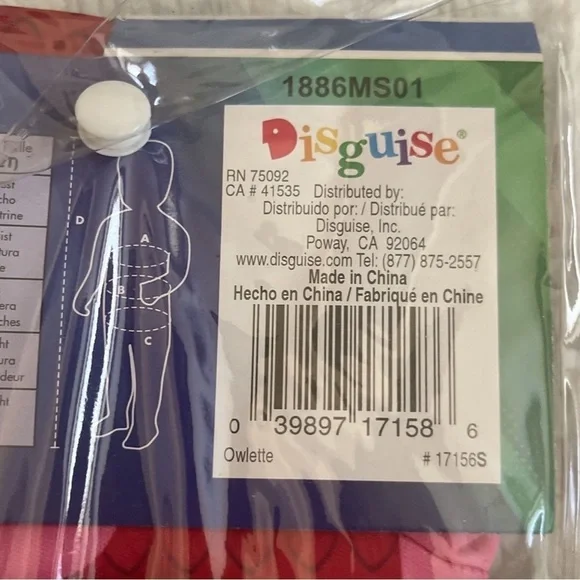 1886MS01
Disguise®
RN 75092
CA # 41535 Distributed by:
Distribuido por: / Distribué par:
Disguise, Inc.
Poway, CA 92064
www.disguise.com Tel: (877) 875-2557
Made in China
Hecho en China / Fabriqué en Chine
0 39897 17158 6
Owlette # 17156S
D
A
B
C